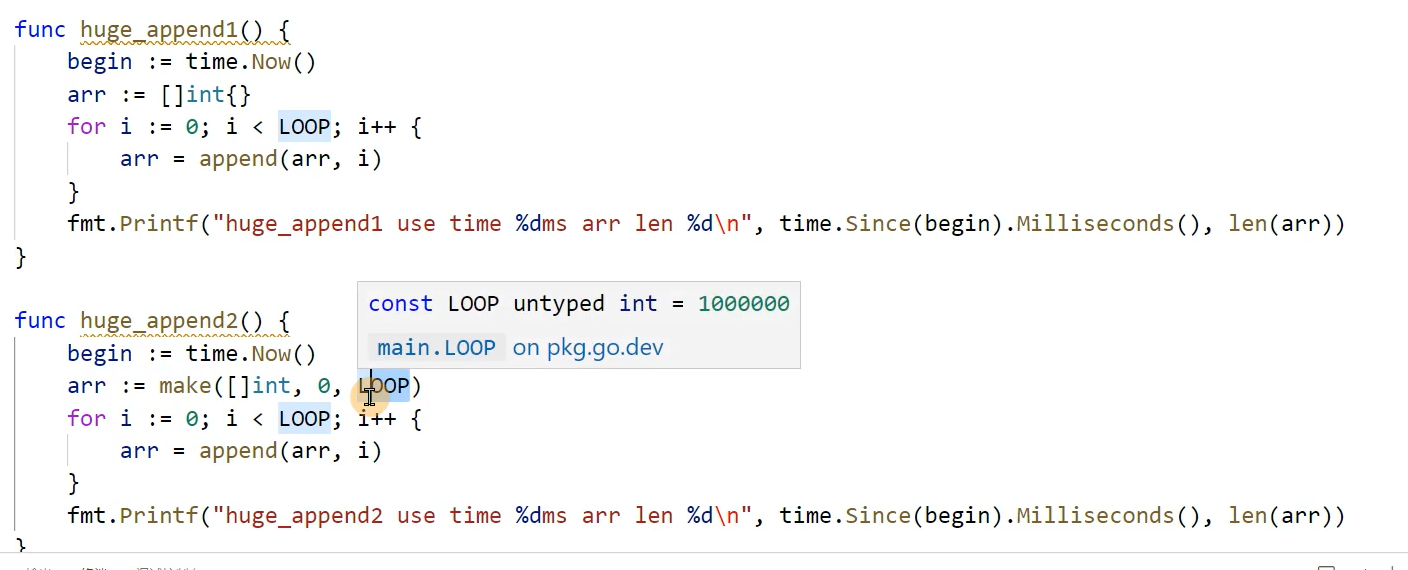 func huge_append1() {
begin := time.Now()
arr := []int{}
for i := 0; i < LOOP; i++ {
arr = append(arr, i)
}
fmt.Printf("huge_append1 use time %dms arr len %d\n", time.Since(begin).Milliseconds(), len(arr))
}
const LOOP untyped int = 1000000
main.LOOP on pkg.go.dev
func huge_append2() {
begin := time.Now()
arr := make([]int, 0, LOOP)
for i := 0; i < LOOP; i++ {
arr = append(arr, i)
}
fmt.Printf("huge_append2 use time %dms arr len %d\n", time.Since(begin).Milliseconds(), len(arr))
}